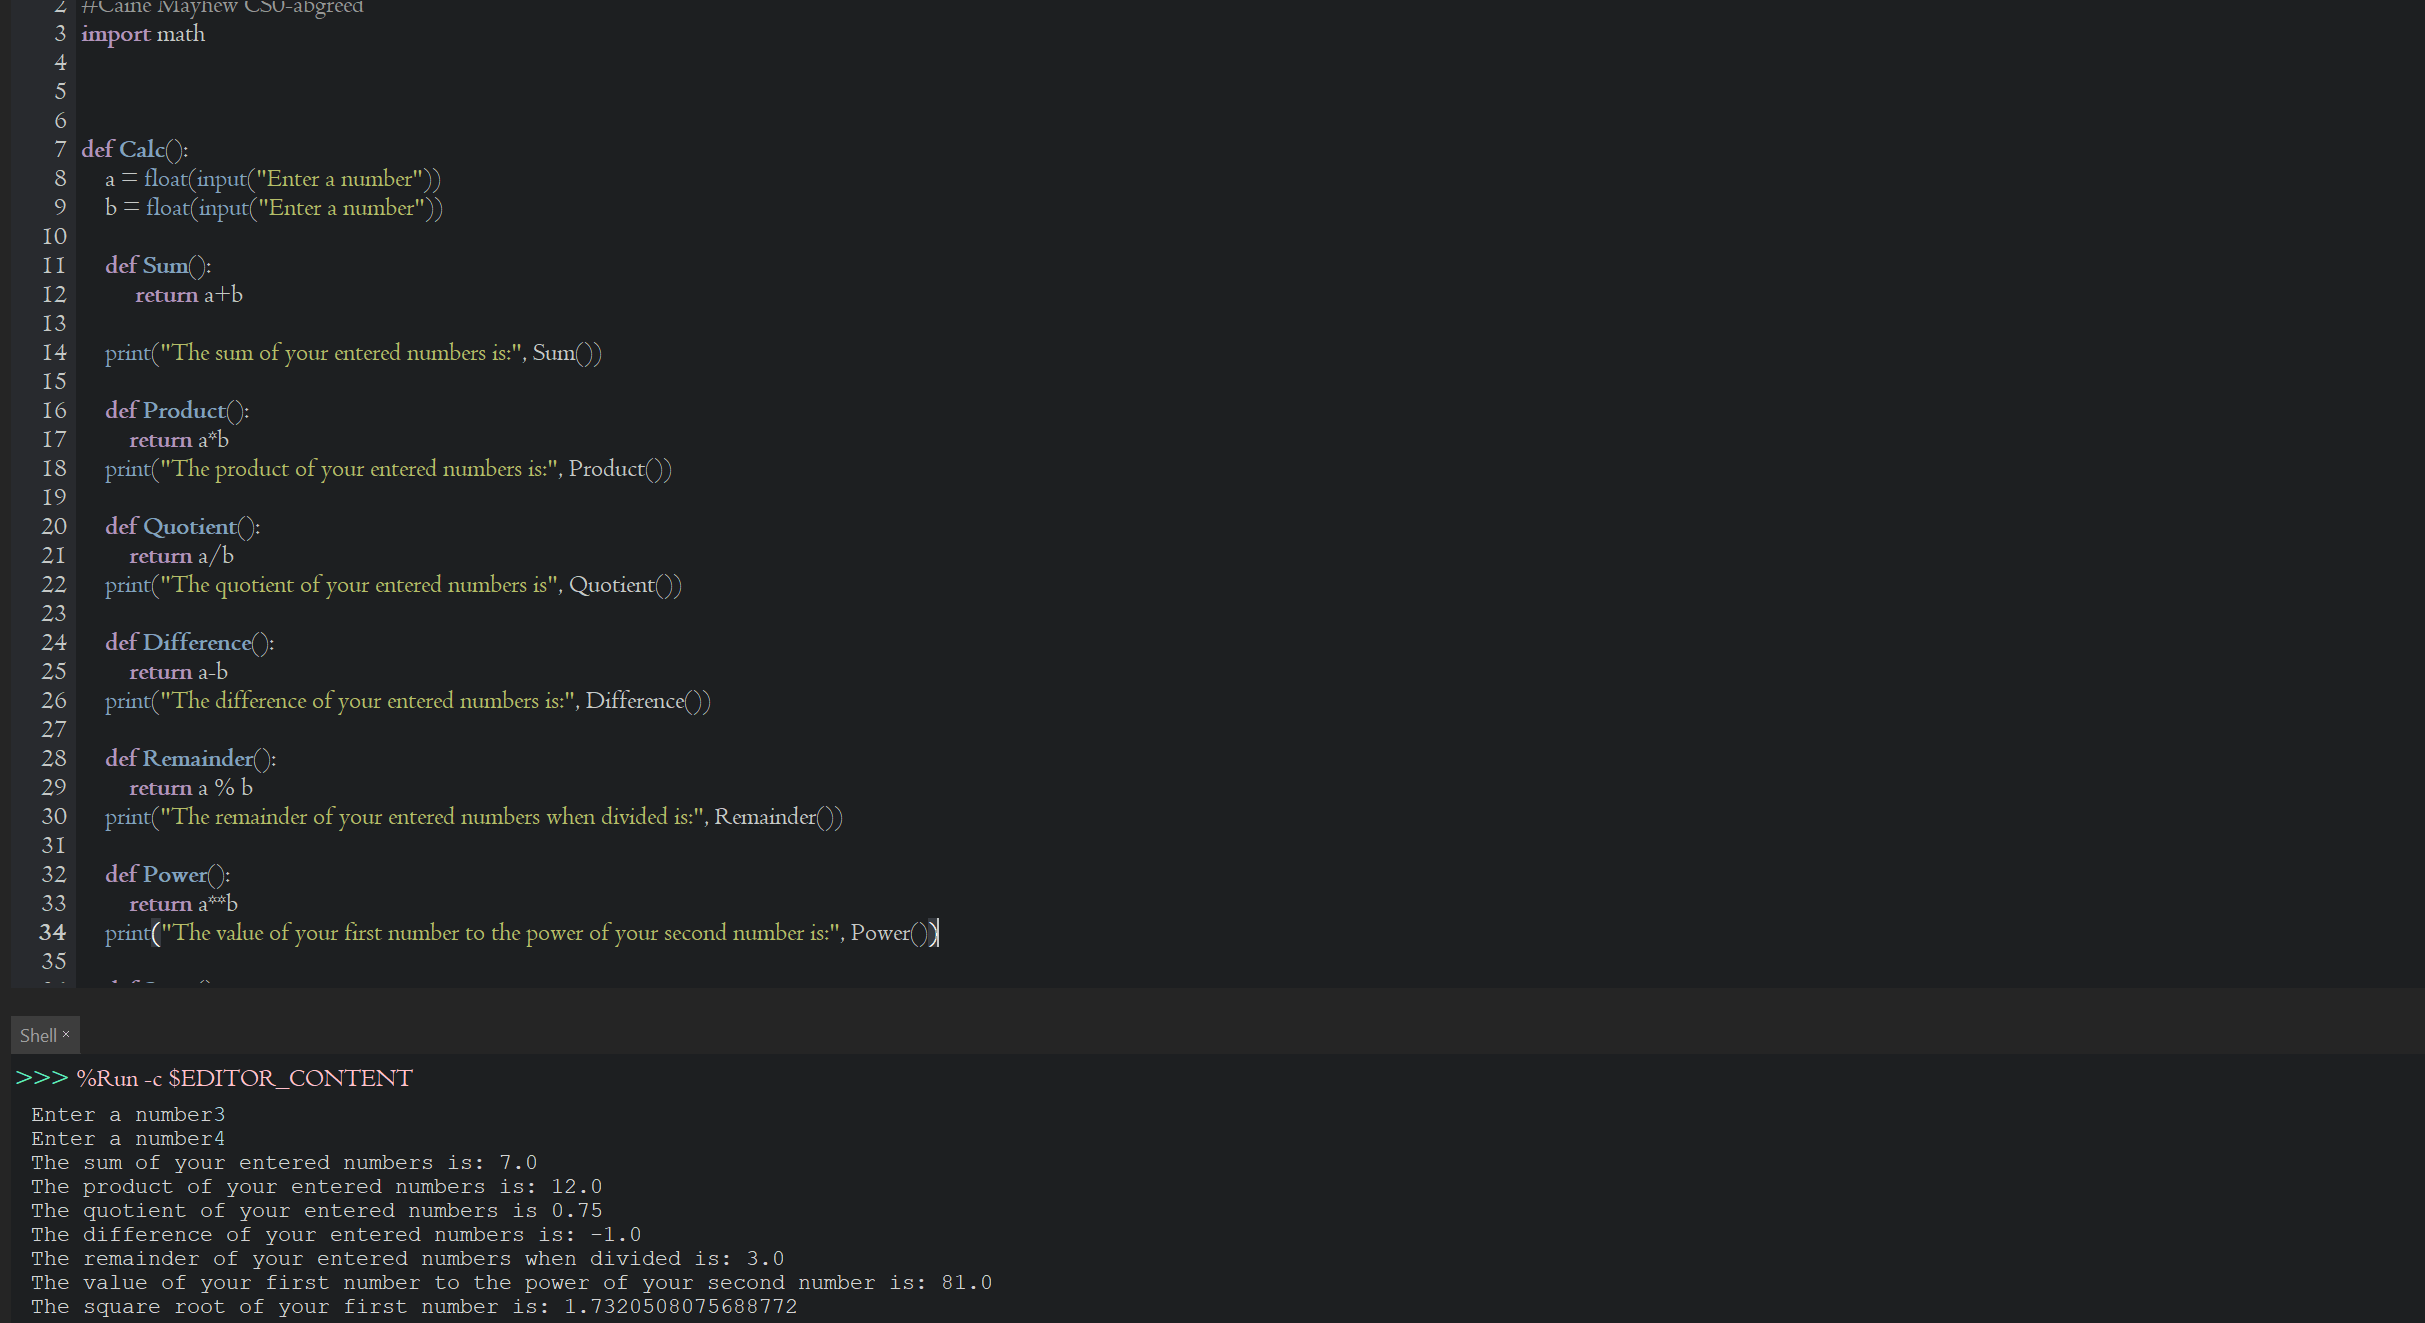 2 #Caine Mayhew CS0-abgreed
3 import math
4
5
6
7 def Calc():
8 a = float(input("Enter a number"))
9 b = float(input("Enter a number"))
10
11 def Sum():
12 return a+b
13
14 print("The sum of your entered numbers is:", Sum())
15
16 def Product():
17 return a*b
18 print("The product of your entered numbers is:", Product())
19
20 def Quotient():
21 return a/b
22 print("The quotient of your entered numbers is", Quotient())
23
24 def Difference():
25 return a-b
26 print("The difference of your entered numbers is:", Difference())
27
28 def Remainder():
29 return a % b
30 print("The remainder of your entered numbers when divided is:", Remainder())
31
32 def Power():
33 return a**b
34 print("The value of your first number to the power of your second number is:", Power())
35
Shell ×
>>> %Run -c $EDITOR_CONTENT
Enter a number3
Enter a number4
The sum of your entered numbers is: 7.0
The product of your entered numbers is: 12.0
The quotient of your entered numbers is 0.75
The difference of your entered numbers is: -1.0
The remainder of your entered numbers when divided is: 3.0
The value of your first number to the power of your second number is: 81.0
The square root of your first number is: 1.7320508075688772